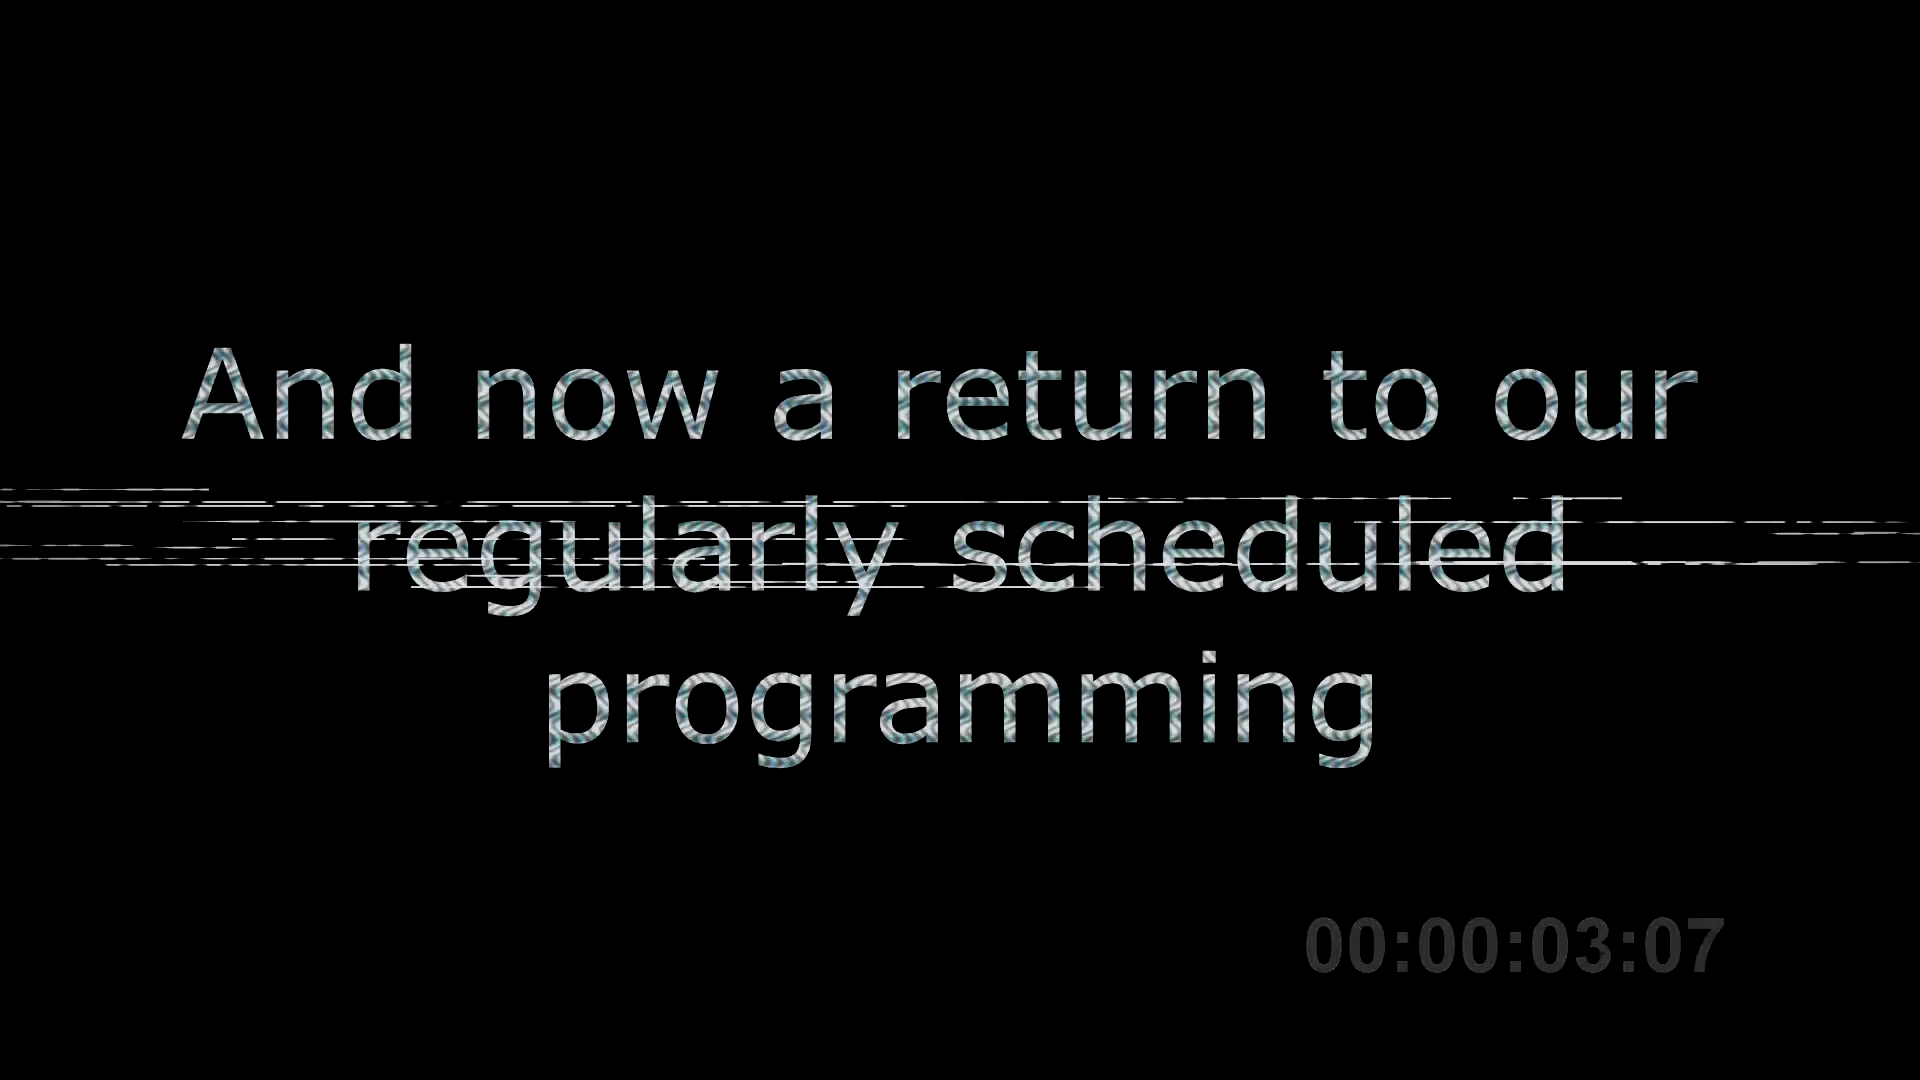 And now a return to our
regularly scheduled
programming
00:00:03:07